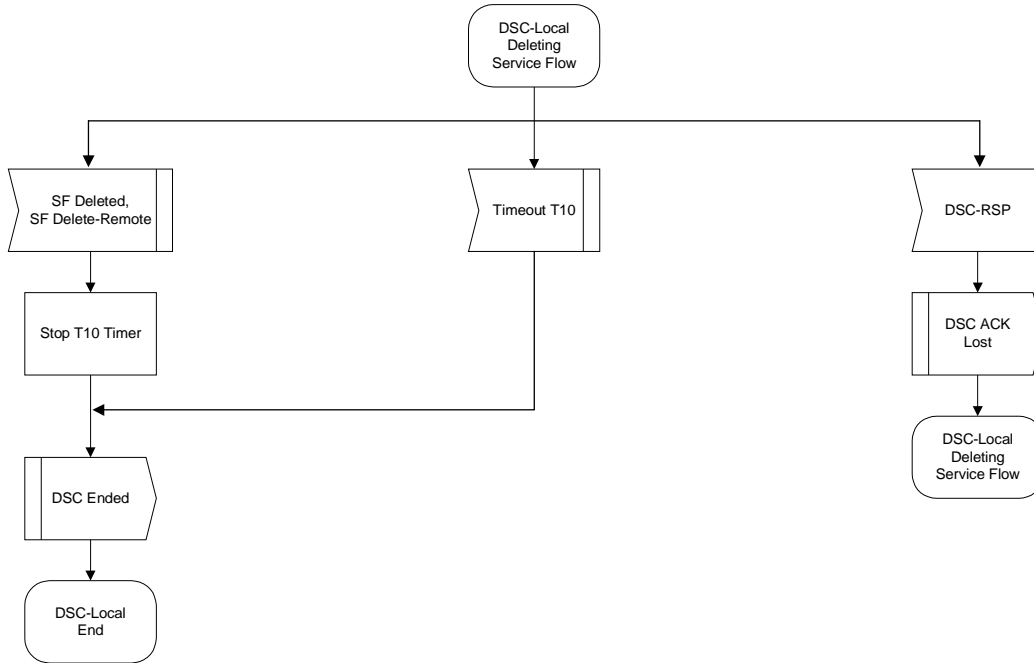 DSC-Local
Deleting
Service Flow
SF Deleted,
SF Delete-Remote
Timeout T10
DSC-RSP
Stop T10 Timer
DSC ACK
Lost
DSC-Local
Deleting
Service Flow
DSC Ended
DSC-Local
End